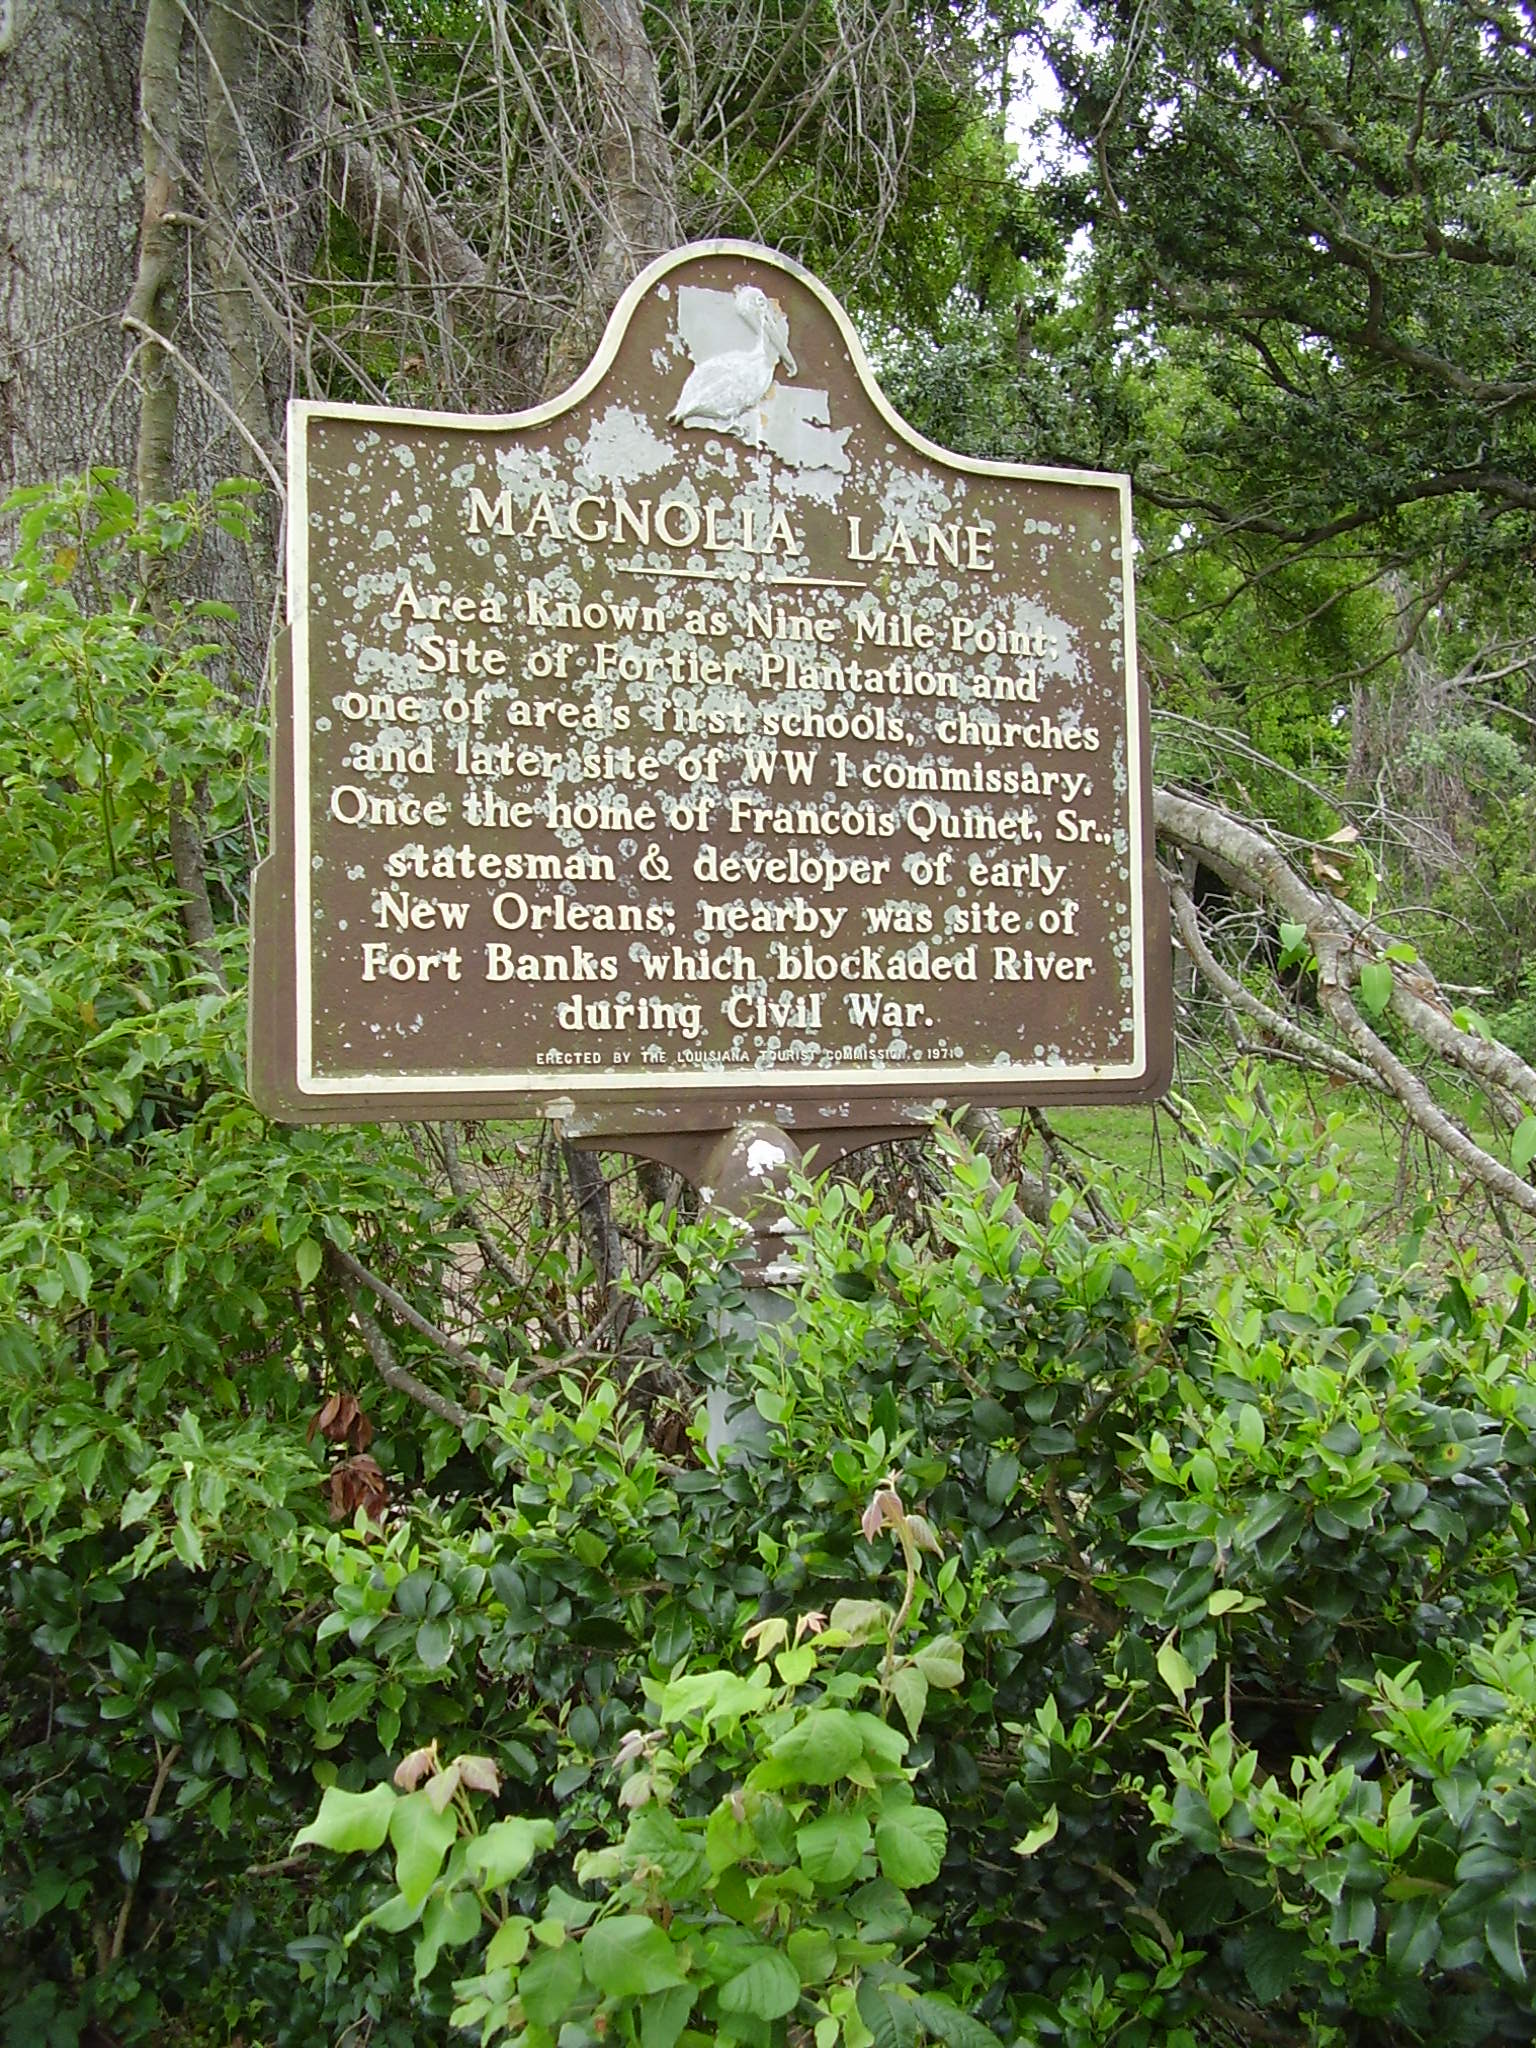 MAGNOLIA LANE
Area known as Nine Mile Point;
Site of Fortier Plantation and
one of area's first schools, churches
and later site of WW I commissary.
Once the home of Francois Quinet, Sr.,
statesman & developer of early
New Orleans; nearby was site of
Fort Banks which blockaded River
during Civil War.
ERECTED BY THE LOUISIANA TOURIST COMMISSION, 1971